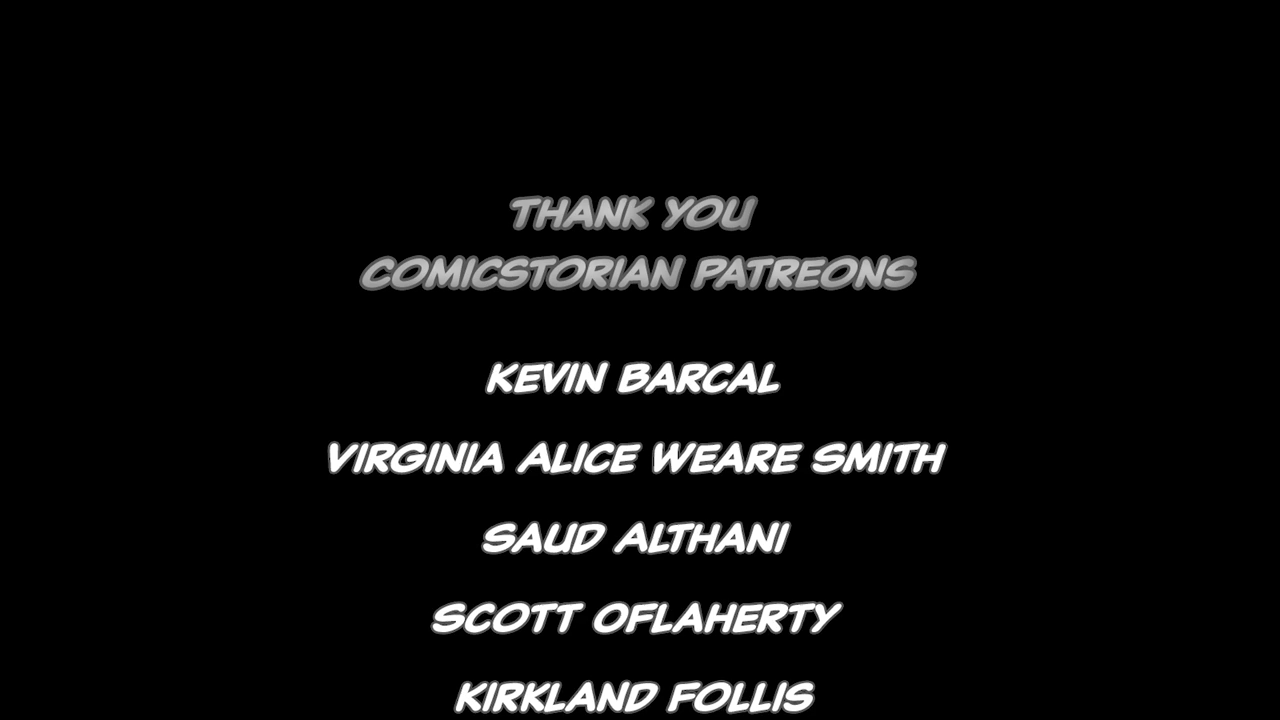 THANK YOU
COMICSTORIAN PATREONS
KEVIN BARCAL
VIRGINIA ALICE WEARE SMITH
SAUD ALTHANI
SCOTT OFLAHERTY
KIRKLAND FOLLIS